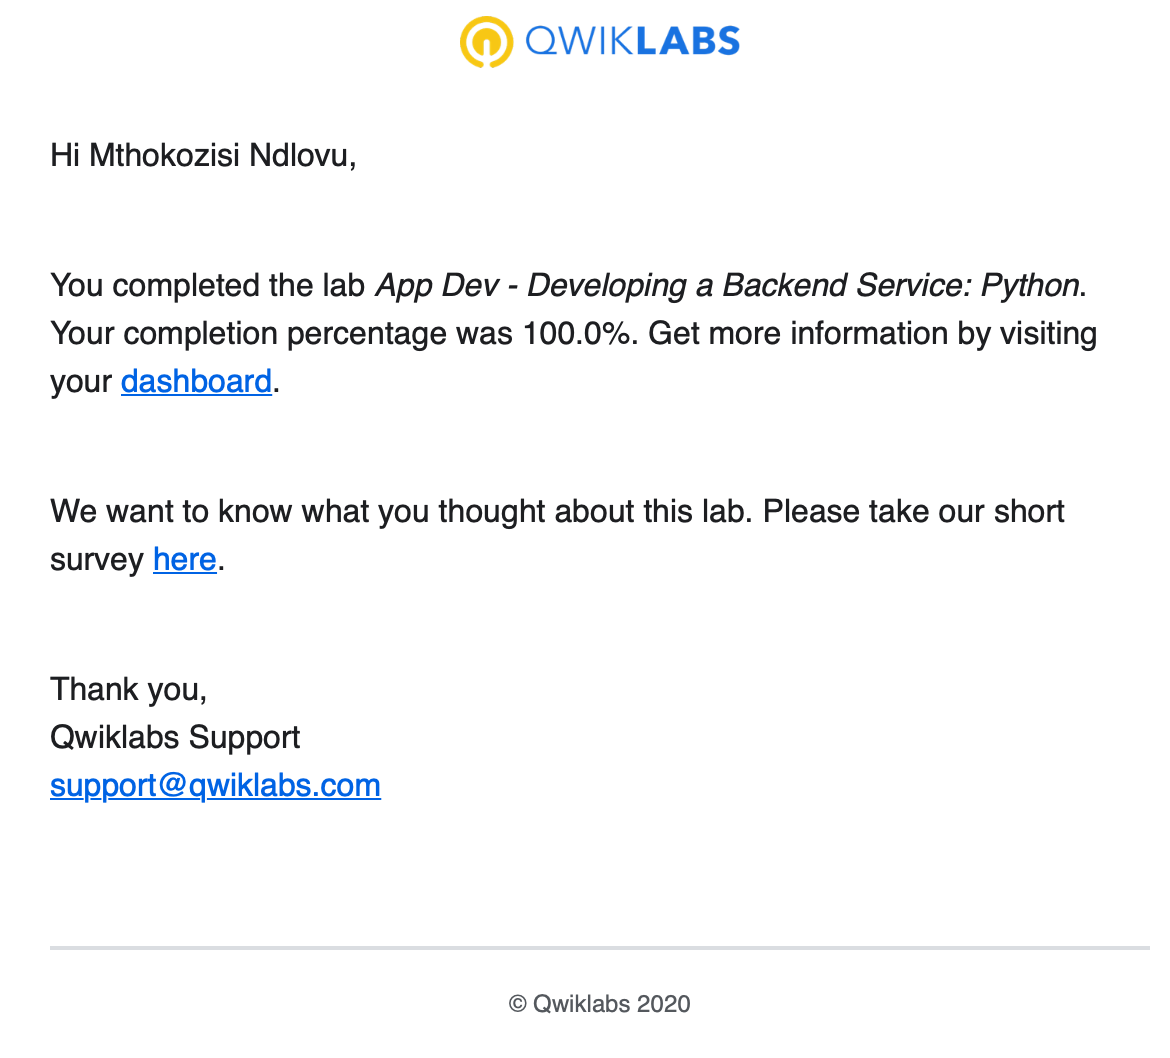 QWIKLABS
Hi Mthokozisi Ndlovu,
You completed the lab App Dev - Developing a Backend Service: Python.
Your completion percentage was 100.0%. Get more information by visiting
your dashboard.
We want to know what you thought about this lab. Please take our short
survey here.
Thank you,
Qwiklabs Support
support@qwiklabs.com
© Qwiklabs 2020